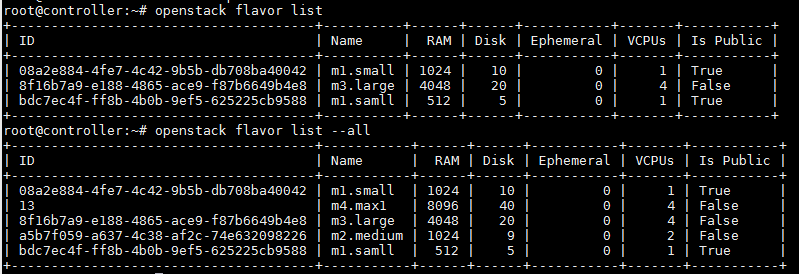 root@controller:~# openstack flavor list
+--------------------------------------+-----------+------+------+-----------+-------+-----------+
| ID | Name | RAM | Disk | Ephemeral | VCPUs | Is Public |
+--------------------------------------+-----------+------+------+-----------+-------+-----------+
| 08a2e884-4fe7-4c42-9b5b-db708ba40042 | m1.small | 1024 | 10 | 0 | 1 | True |
| 8f16b7a9-e188-4865-ace9-f87b6649b4e8 | m3.large | 4048 | 20 | 0 | 4 | False |
| bdc7ec4f-ff8b-4b0b-9ef5-625225cb9588 | m1.samll | 512 | 5 | 0 | 1 | True |
+--------------------------------------+-----------+------+------+-----------+-------+-----------+
root@controller:~# openstack flavor list --all
+--------------------------------------+-----------+------+------+-----------+-------+-----------+
| ID | Name | RAM | Disk | Ephemeral | VCPUs | Is Public |
+--------------------------------------+-----------+------+------+-----------+-------+-----------+
| 08a2e884-4fe7-4c42-9b5b-db708ba40042 | m1.small | 1024 | 10 | 0 | 1 | True |
| 13 | m4.max1 | 8096 | 40 | 0 | 4 | False |
| 8f16b7a9-e188-4865-ace9-f87b6649b4e8 | m3.large | 4048 | 20 | 0 | 4 | False |
| a5b7f059-a637-4c38-af2c-74e632098226 | m2.medium | 1024 | 9 | 0 | 2 | False |
| bdc7ec4f-ff8b-4b0b-9ef5-625225cb9588 | m1.samll | 512 | 5 | 0 | 1 | True |
+--------------------------------------+-----------+------+------+-----------+-------+-----------+